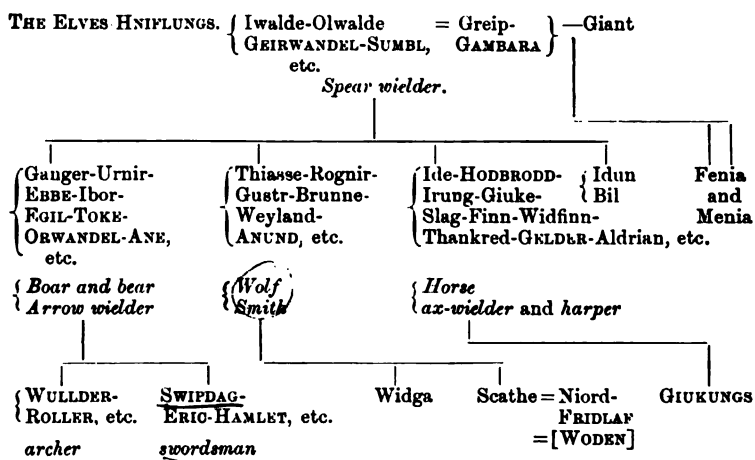 THE ELVES HNIFLUNGS. { Iwalde-Olwalde = Greip- } —Giant
GEIRWANDEL-SUMBL, GAMBARA
etc.
Spear wielder.
Ganger-Urnir- Thiasse-Rognir- Ide-HODBRODD- Idun Fenia
EBBE-Ibor- Gustr-Brunne- Irung-Giuke- Bil and
EGIL-TOKE- Weyland- Slag-Finn-Widfinn- Menia
ORWANDEL-ANE, ANUND, etc. Thankred-GELDER-Aldrian, etc.
etc.
Boar and bear Wolf Horse
Arrow wielder Smith ax-wielder and harper
WULLDER- SWIPDAG- Widga Scathe = Niord- GIUKUNGS
ROLLER, etc. ERIC-HAMLET, etc. FRIDLAF
archer swordsman =[WODEN]